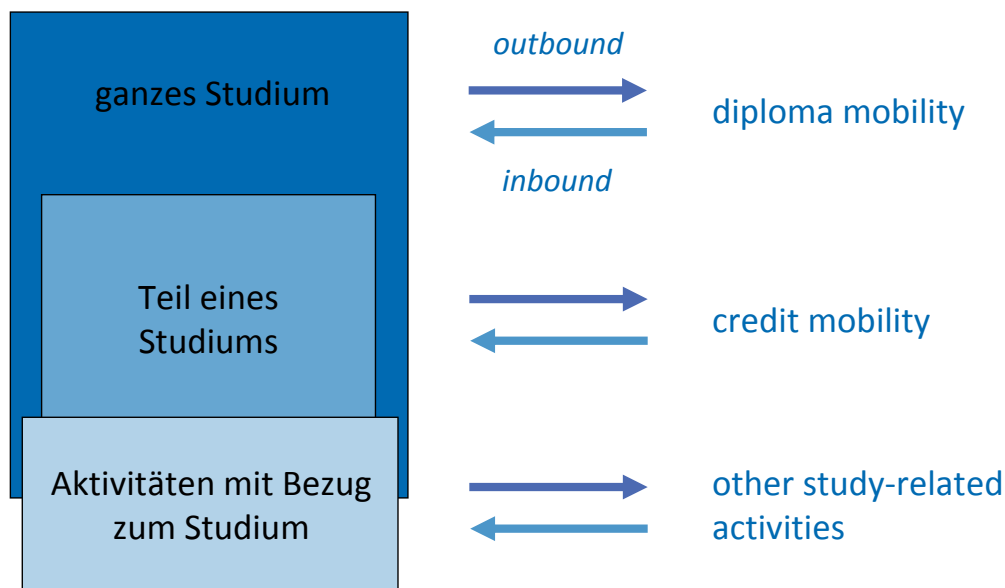 outbound
ganzes Studium
diploma mobility
inbound
Teil eines
Studiums
credit mobility
Aktivitäten mit Bezug
zum Studium
other study-related
activities